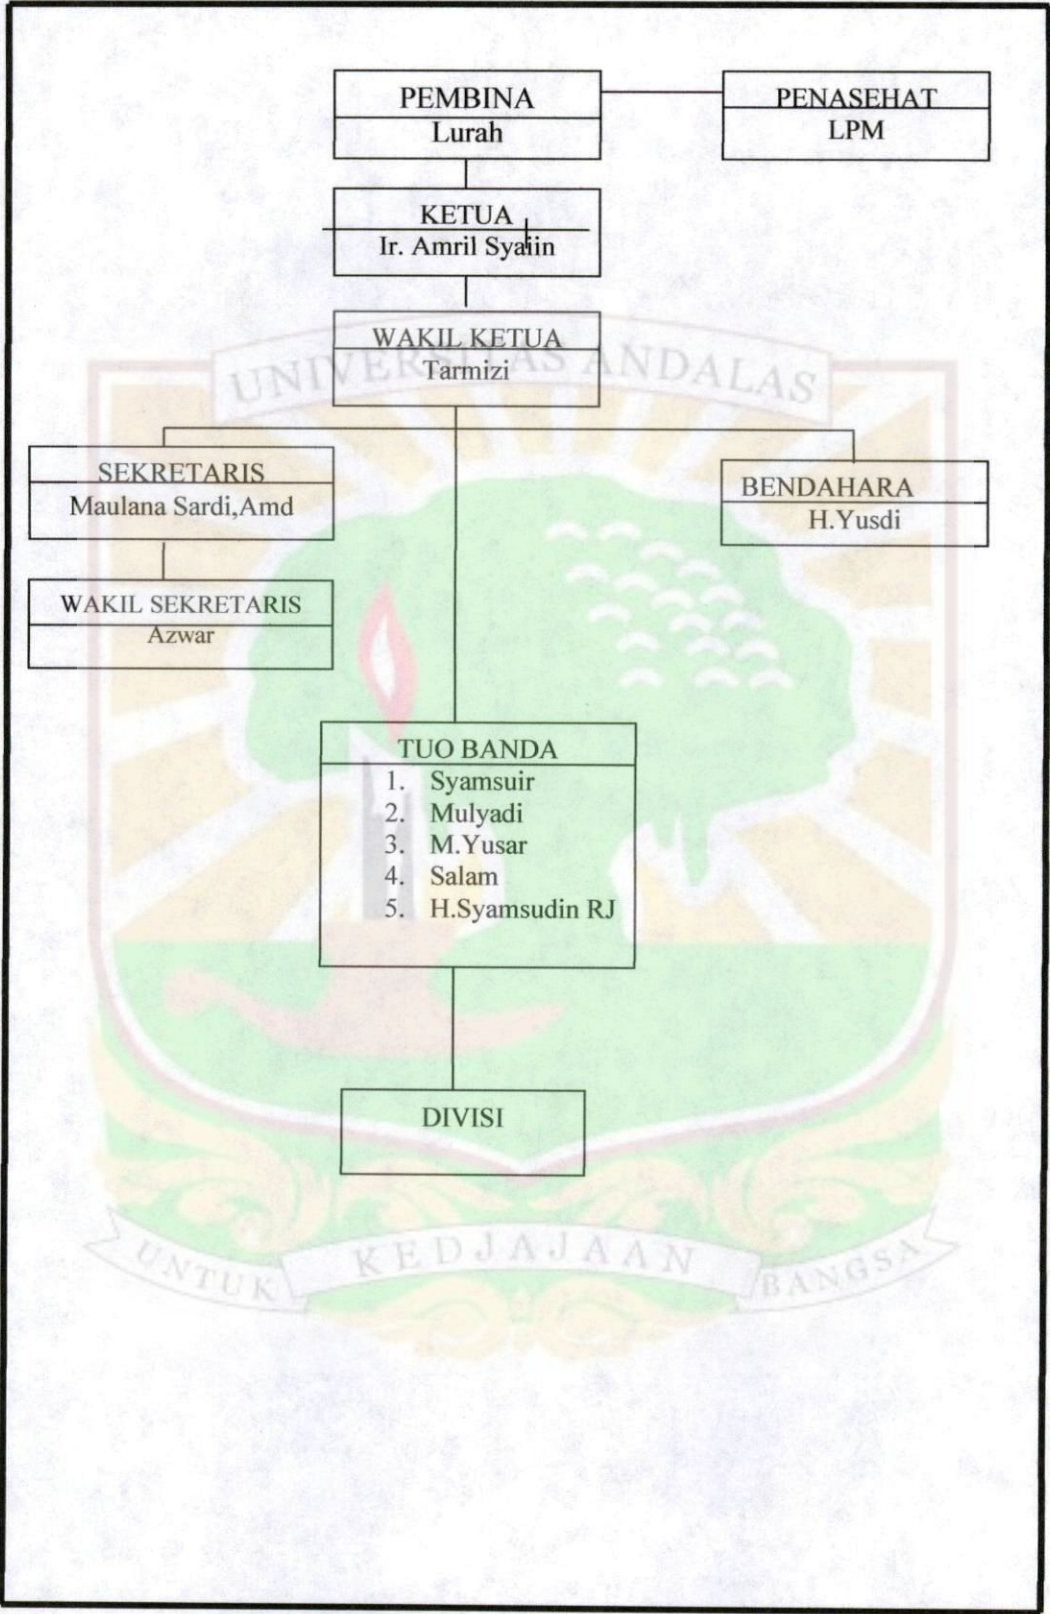 PEMBINA
Lurah
PENASEHAT
LPM
KETUA
Ir. Amril
WAKIL KETUA
Tarmizi
UNIVERSITAS ANDALAS
SEKRETARIS
Maulana Sardi,Amd
BENDAHARA
H.Yusdi
WAKIL SEKRETARIS
Azwar
TUO BANDA
1. Syamsuir
2. Mulyadi
3. M.Yusar
4. Salam
5. H.Syamsudin RJ
DIVISI
UNTUK KEDJAJAAN BANGSA